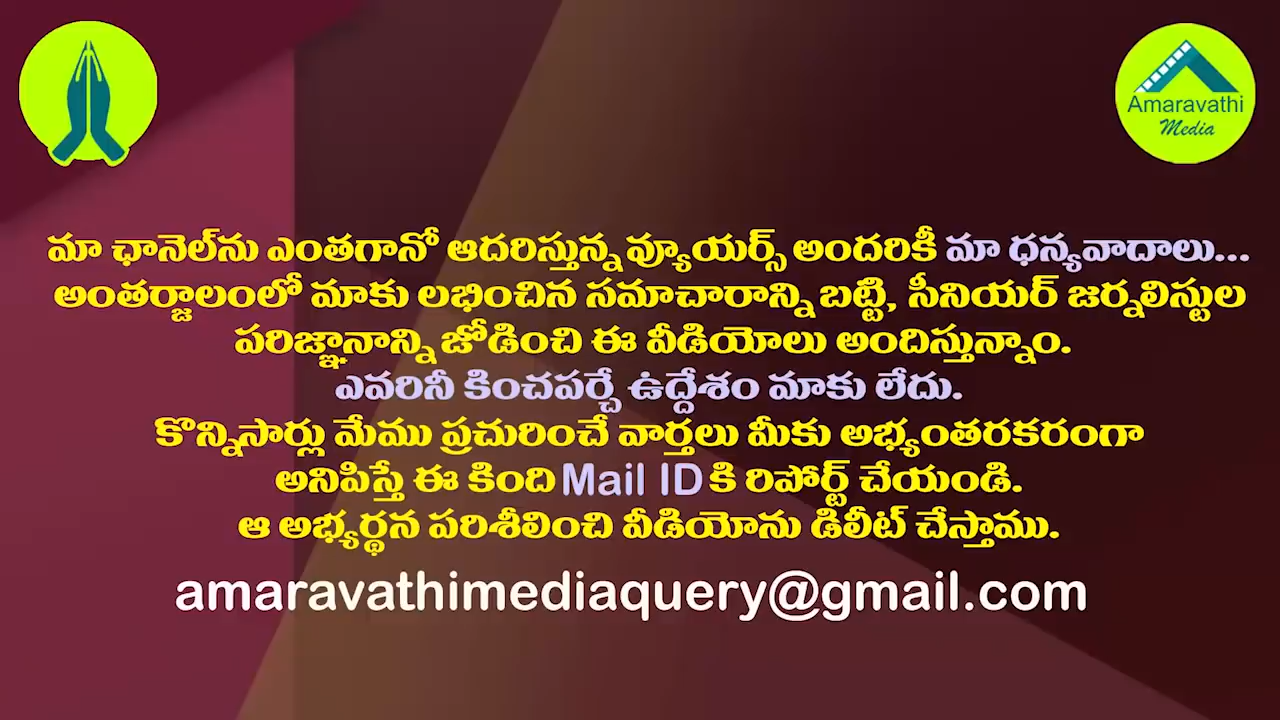 Amaravathi
Media
మా ఛానెల్‌ను ఎంతగానో ఆదరిస్తున్న వ్యూయర్స్ అందరికీ మా ధన్యవాదాలు...
అంతర్జాలంలో మాకు లభించిన సమాచారాన్ని బట్టి, సీనియర్ జర్నలిస్టుల
పరిజ్ఞానాన్ని జోడించి ఈ వీడియోలు అందిస్తున్నాం.
ఎవరినీ కించపర్చే ఉద్దేశం మాకు లేదు.
కొన్నిసార్లు మేము ప్రచురించే వార్తలు మీకు అభ్యంతరకరంగా
అనిపిస్తే ఈ కింది Mail ID కి రిపోర్ట్ చేయండి.
ఆ అభ్యర్థన పరిశీలించి వీడియోను డిలీట్ చేస్తాము.
amaravathimediaquery@gmail.com